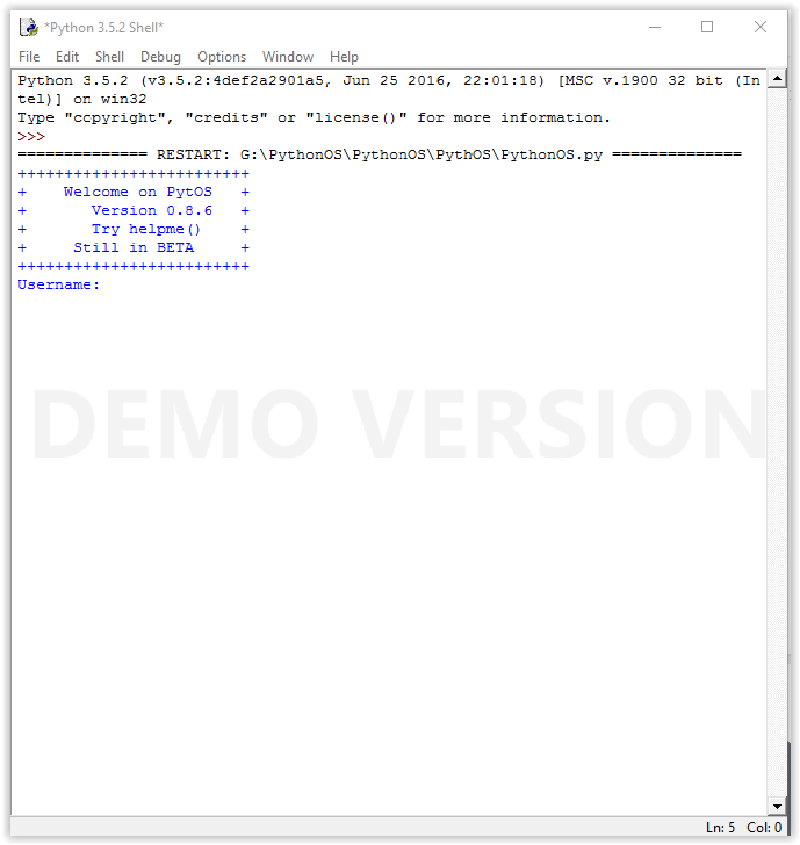 *Python 3.5.2 Shell*
File Edit Shell Debug Options Window Help
Python 3.5.2 (v3.5.2:4def2a2901a5, Jun 25 2016, 22:01:18) [MSC v.1900 32 bit (In
tel)] on win32
Type "copyright", "credits" or "license()" for more information.
>>>
============== RESTART: G:\PythonOS\PythonOS\PythOS\PythonOS.py ==============
+++++++++++++++++++++++++
+    Welcome on PytOS   +
+       Version 0.8.6   +
+       Try helpme()    +
+     Still in BETA     +
+++++++++++++++++++++++++
Username:
DEMO VERSION
Ln: 5 Col: 0